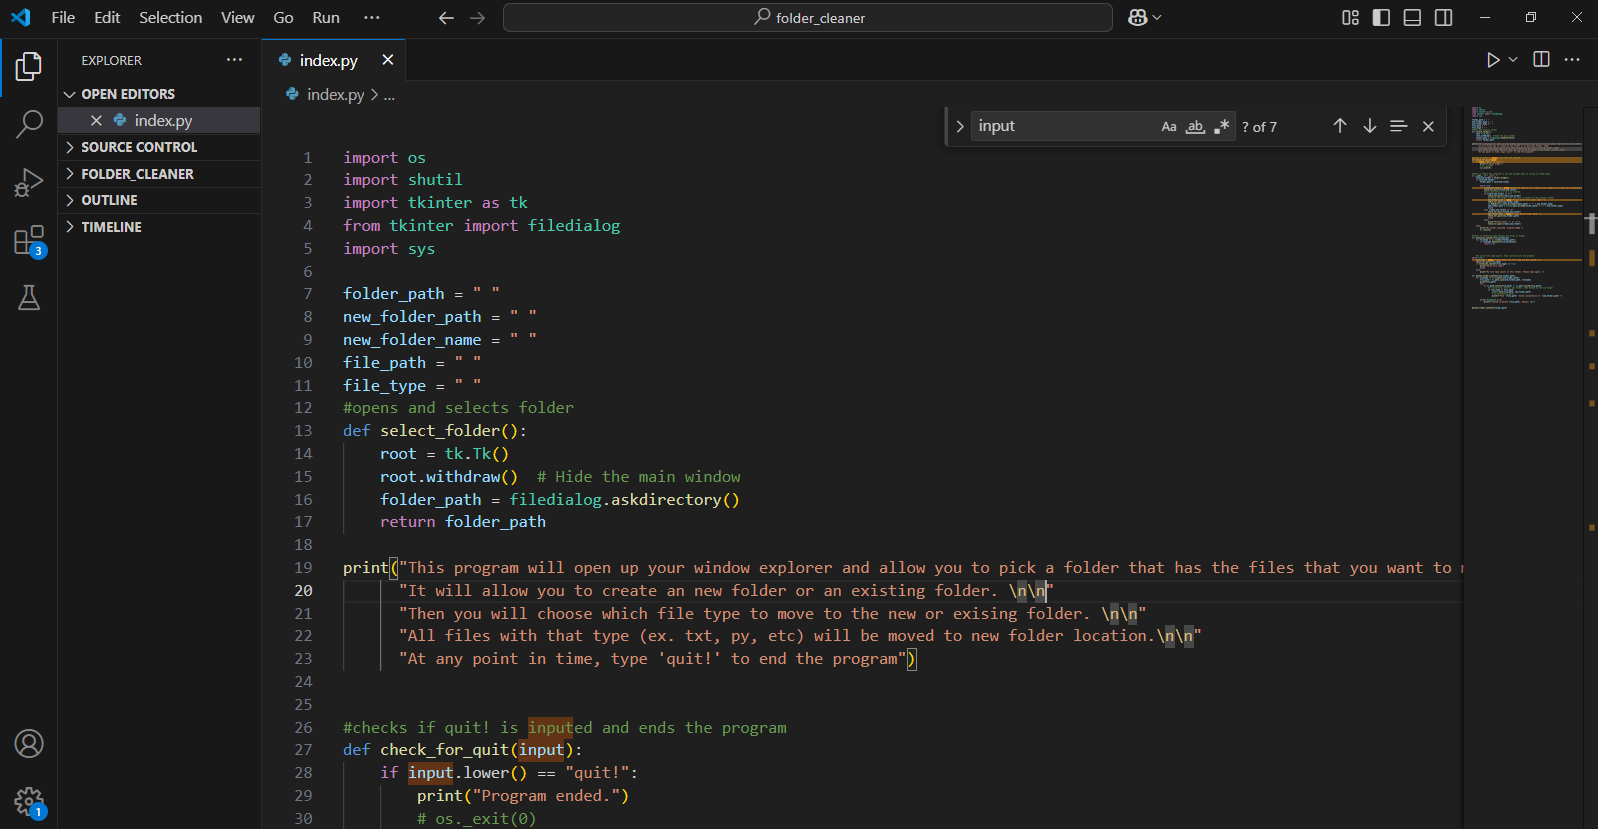 File Edit Selection View Go Run ···
folder_cleaner
EXPLORER ···
OPEN EDITORS
index.py
SOURCE CONTROL
FOLDER_CLEANER
OUTLINE
TIMELINE
3
1
index.py
index.py > ...
input Aa ab .* ? of 7
1 import os
2 import shutil
3 import tkinter as tk
4 from tkinter import filedialog
5 import sys
6
7 folder_path = " "
8 new_folder_path = " "
9 new_folder_name = " "
10 file_path = " "
11 file_type = " "
12 #opens and selects folder
13 def select_folder():
14 root = tk.Tk()
15 root.withdraw() # Hide the main window
16 folder_path = filedialog.askdirectory()
17 return folder_path
18
19 print("This program will open up your window explorer and allow you to pick a folder that has the files that you want to
20 "It will allow you to create an new folder or an existing folder. \n\n"
21 "Then you will choose which file type to move to the new or exising folder. \n\n"
22 "All files with that type (ex. txt, py, etc) will be moved to new folder location.\n\n"
23 "At any point in time, type 'quit!' to end the program")
24
25
26 #checks if quit! is inputed and ends the program
27 def check_for_quit(input):
28 if input.lower() == "quit!":
29 print("Program ended.")
30 # os._exit(0)